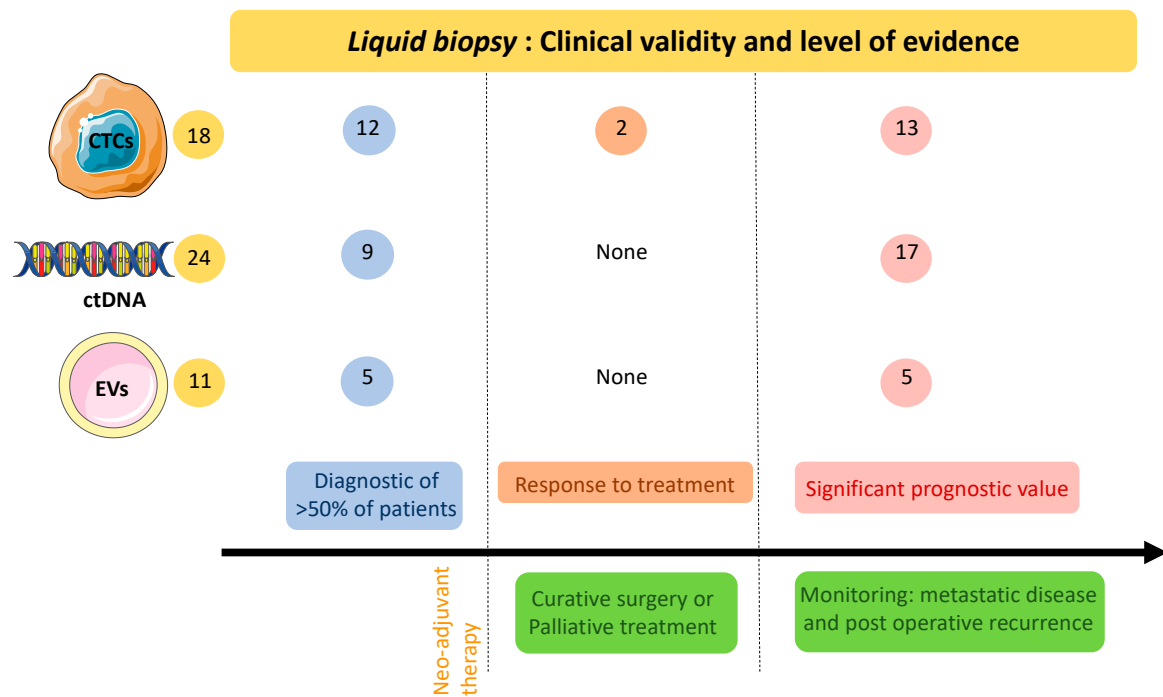 Liquid biopsy : Clinical validity and level of evidence
CTCs
18
12
2
13
24
9
None
17
ctDNA
EVs
11
5
None
5
Diagnostic of
>50% of patients
Response to treatment
Significant prognostic value
Neo-adjuvant
therapy
Curative surgery or
Palliative treatment
Monitoring: metastatic disease
and post operative recurrence